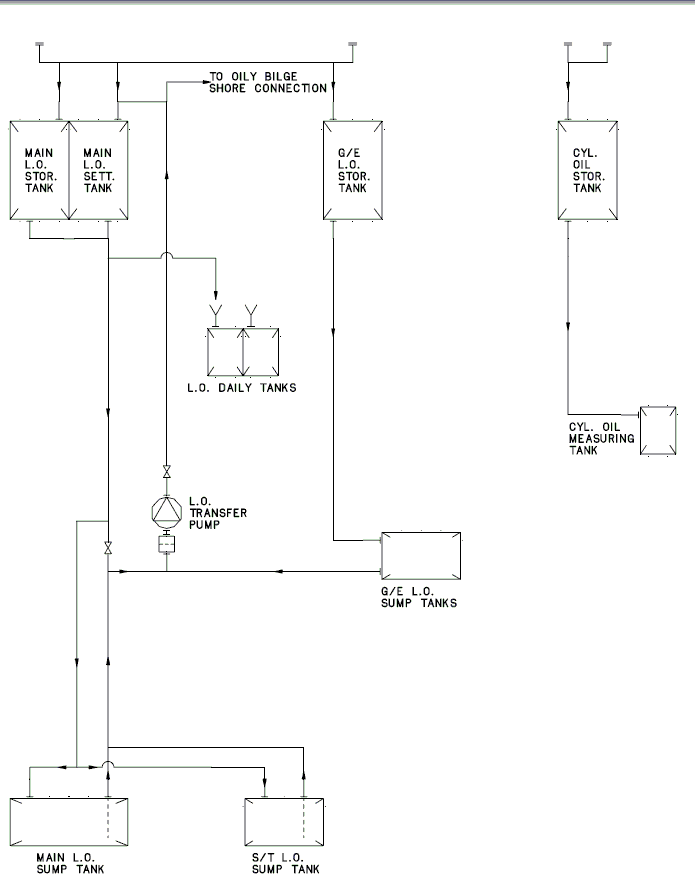 TO OILY BILGE
SHORE CONNECTION
MAIN
L.O.
STOR.
TANK
MAIN
L.O.
SETT.
TANK
G/E
L.O.
STOR.
TANK
CYL.
OIL
STOR.
TANK
L.O. DAILY TANKS
CYL. OIL
MEASURING
TANK
L.O.
TRANSFER
PUMP
G/E L.O.
SUMP TANKS
MAIN L.O.
SUMP TANK
S/T L.O.
SUMP TANK